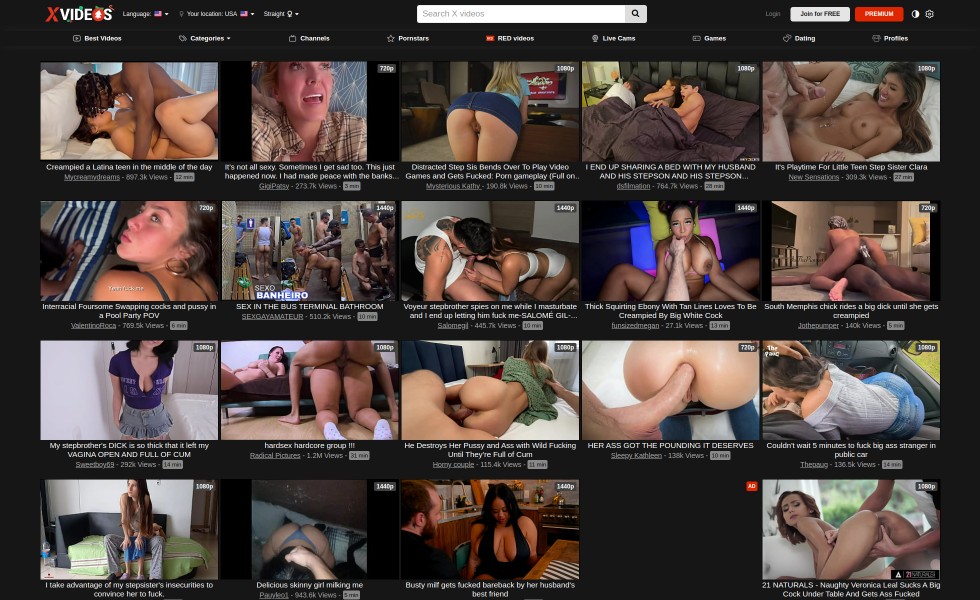 XVIDEOS
Language:
Your location: USA
Straight
Search X videos
Login
Join for FREE
PREMIUM
Best Videos
Categories
Channels
Pornstars
RED videos
Live Cams
Games
Dating
Profiles
720p
1080p
1080p
1080p
Creampied a Latina teen in the middle of the day
Mycreamydreams - 897.3k Views - 12 min
It's not all sexy. Sometimes I get sad too. This just
happened now. I had made peace with the banks...
GigiPatsy - 273.7k Views - 3 min
Distracted Step Sis Bends Over To Play Video
Games and Gets Fucked: Porn gameplay (Full on..
Mysterious Kathy - 190.8k Views - 10 min
I END UP SHARING A BED WITH MY HUSBAND
AND HIS STEPSON AND HIS STEPSON...
dsfilmation - 764.7k Views - 28 min
It's Playtime For Little Teen Step Sister Clara
New Sensations - 309.3k Views - 27 min
720p
1440p
1440p
1440p
720p
SEXO
BANHEIRO
Interracial Foursome Swapping cocks and pussy in
a Pool Party POV
ValentinoRoca - 769.5k Views - 6 min
SEX IN THE BUS TERMINAL BATHROOM
SEXGAYAMATEUR - 510.2k Views - 10 min
Voyeur stepbrother spies on me while I masturbate
and I end up letting him fuck me-SALOMÉ GIL-...
Salomegil - 445.7k Views - 10 min
Thick Squirting Ebony With Tan Lines Loves To Be
Creampied By Big White Cock
funsizedmegan - 27.1k Views - 13 min
South Memphis chick rides a big dick until she gets
creampied
Jothepumper - 140k Views - 5 min
1080p
1080p
1080p
720p
1080p
My stepbrother's DICK is so thick that it left my
VAGINA OPEN AND FULL OF CUM
Sweetboy69 - 292k Views - 14 min
hardsex hardcore group !!!
Radical Pictures - 1.2M Views - 31 min
He Destroys Her Pussy and Ass with Wild Fucking
Until They're Full of Cum
Horny couple - 115.4k Views - 11 min
HER ASS GOT THE POUNDING IT DESERVES
Sleepy Kathleen - 138k Views - 10 min
Couldn't wait 5 minutes to fuck big ass stranger in
public car
Thepaug - 136.5k Views - 14 min
1080p
1440p
1440p
AD
1080p
21 NATURALS
I take advantage of my stepsister's insecurities to
convince her to fuck.
Delicious skinny girl milking me
Pauyleo1 - 943.6k Views - 5 min
Busty milf gets fucked bareback by her husband's
best friend
21 NATURALS - Naughty Veronica Leal Sucks A Big
Cock Under Table And Gets Ass Fucked